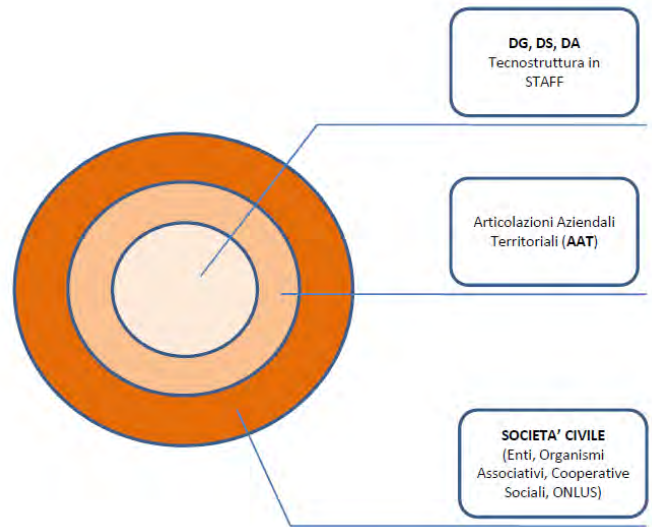 DG, DS, DA
Tecnostruttura in
STAFF
Articolazioni Aziendali
Territoriali (AAT)
SOCIETA' CIVILE
(Enti, Organismi
Associativi, Cooperative
Sociali, ONLUS)